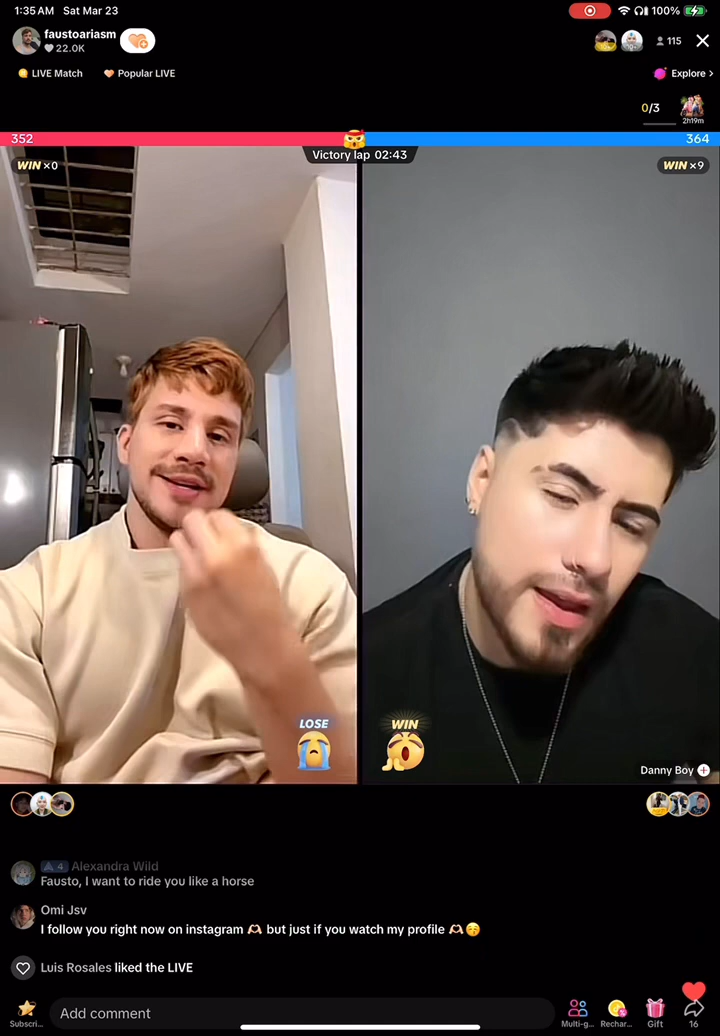 1:35 AM Sat Mar 23
100%
faustoariasm
22.0K
115
LIVE Match
Popular LIVE
Explore >
0/3
2h19m
352
364
Victory lap 02:43
WIN ×0
WIN ×9
LOSE
WIN
Danny Boy
4 Alexandra Wild
Fausto, I want to ride you like a horse
Omi Jsv
I follow you right now on instagram 🫶 but just if you watch my profile 🫶😚
Luis Rosales liked the LIVE
Subscri...
Add comment
Multi-g...
Rechar...
Gift
16